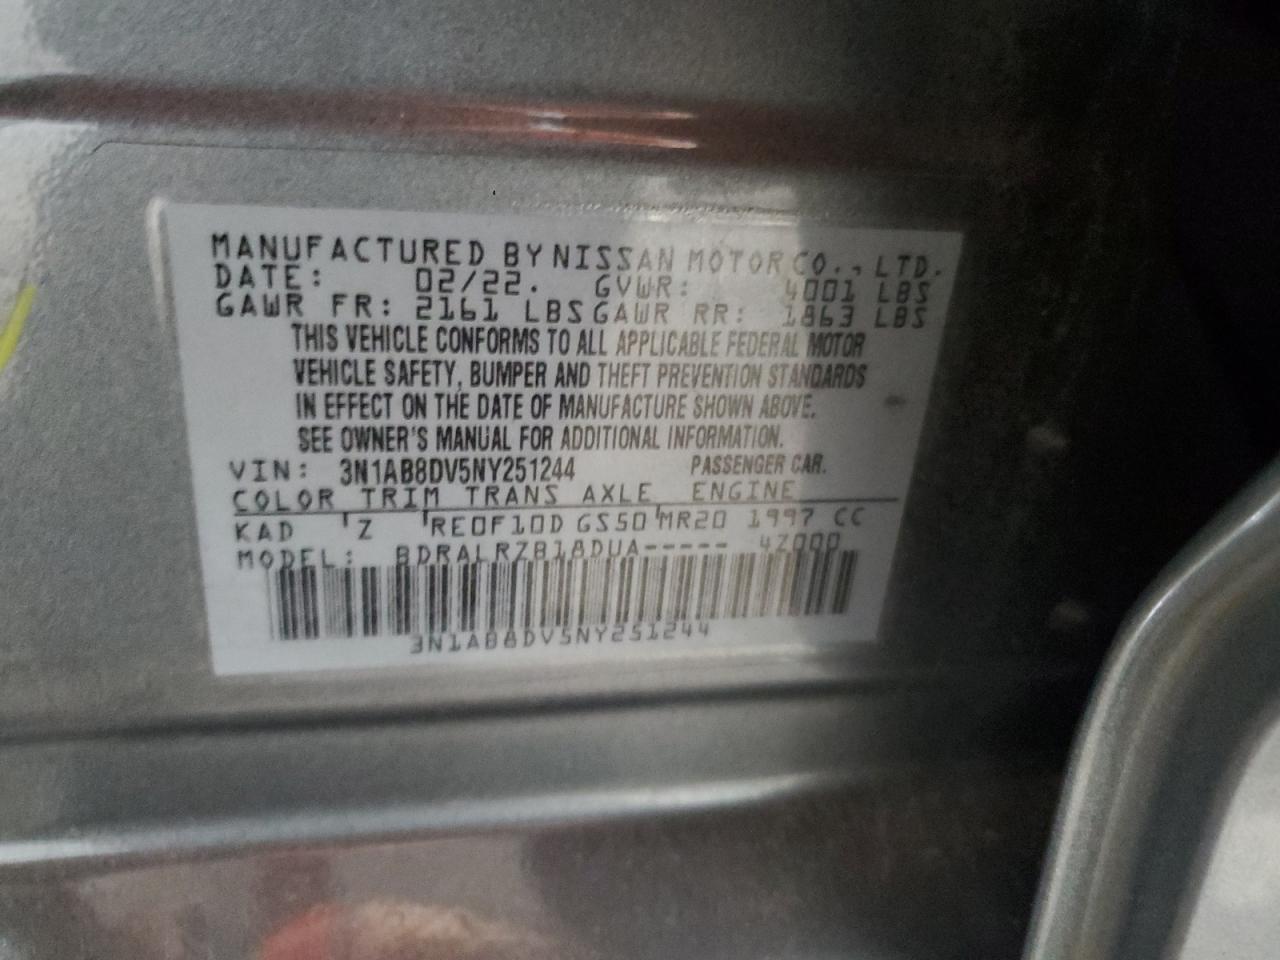 MANUFACTURED BY NISSAN MOTOR CO., LTD.
DATE: 02/22. GVWR: 4001 LBS
GAWR FR: 2161 LBS GAWR RR: 1863 LBS
THIS VEHICLE CONFORMS TO ALL APPLICABLE FEDERAL MOTOR
VEHICLE SAFETY, BUMPER AND THEFT PREVENTION STANDARDS
IN EFFECT ON THE DATE OF MANUFACTURE SHOWN ABOVE.
SEE OWNER'S MANUAL FOR ADDITIONAL INFORMATION.
VIN: 3N1AB8DV5NY251244 PASSENGER CAR.
COLOR TRIM TRANS AXLE ENGINE
KAD Z RE0F10D GS50 MR20 1997 CC
MODEL: BDRALRZB18DUA----- 4Z000
3N1AB8DV5NY251244